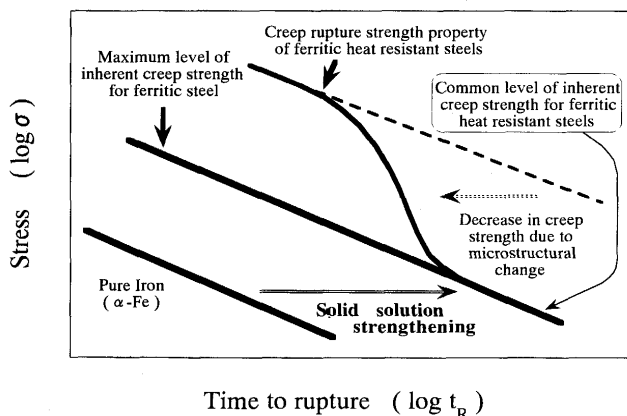 Creep rupture strength property
of ferritic heat resistant steels
Maximum level of
inherent creep strength
for ferritic steel
Common level of inherent
creep strength for ferritic
heat resistant steels
Stress ( log σ )
Decrease in creep
strength due to
microstructural
change
Pure Iron
( α-Fe )
Solid solution
strengthening
Time to rupture ( log tR )